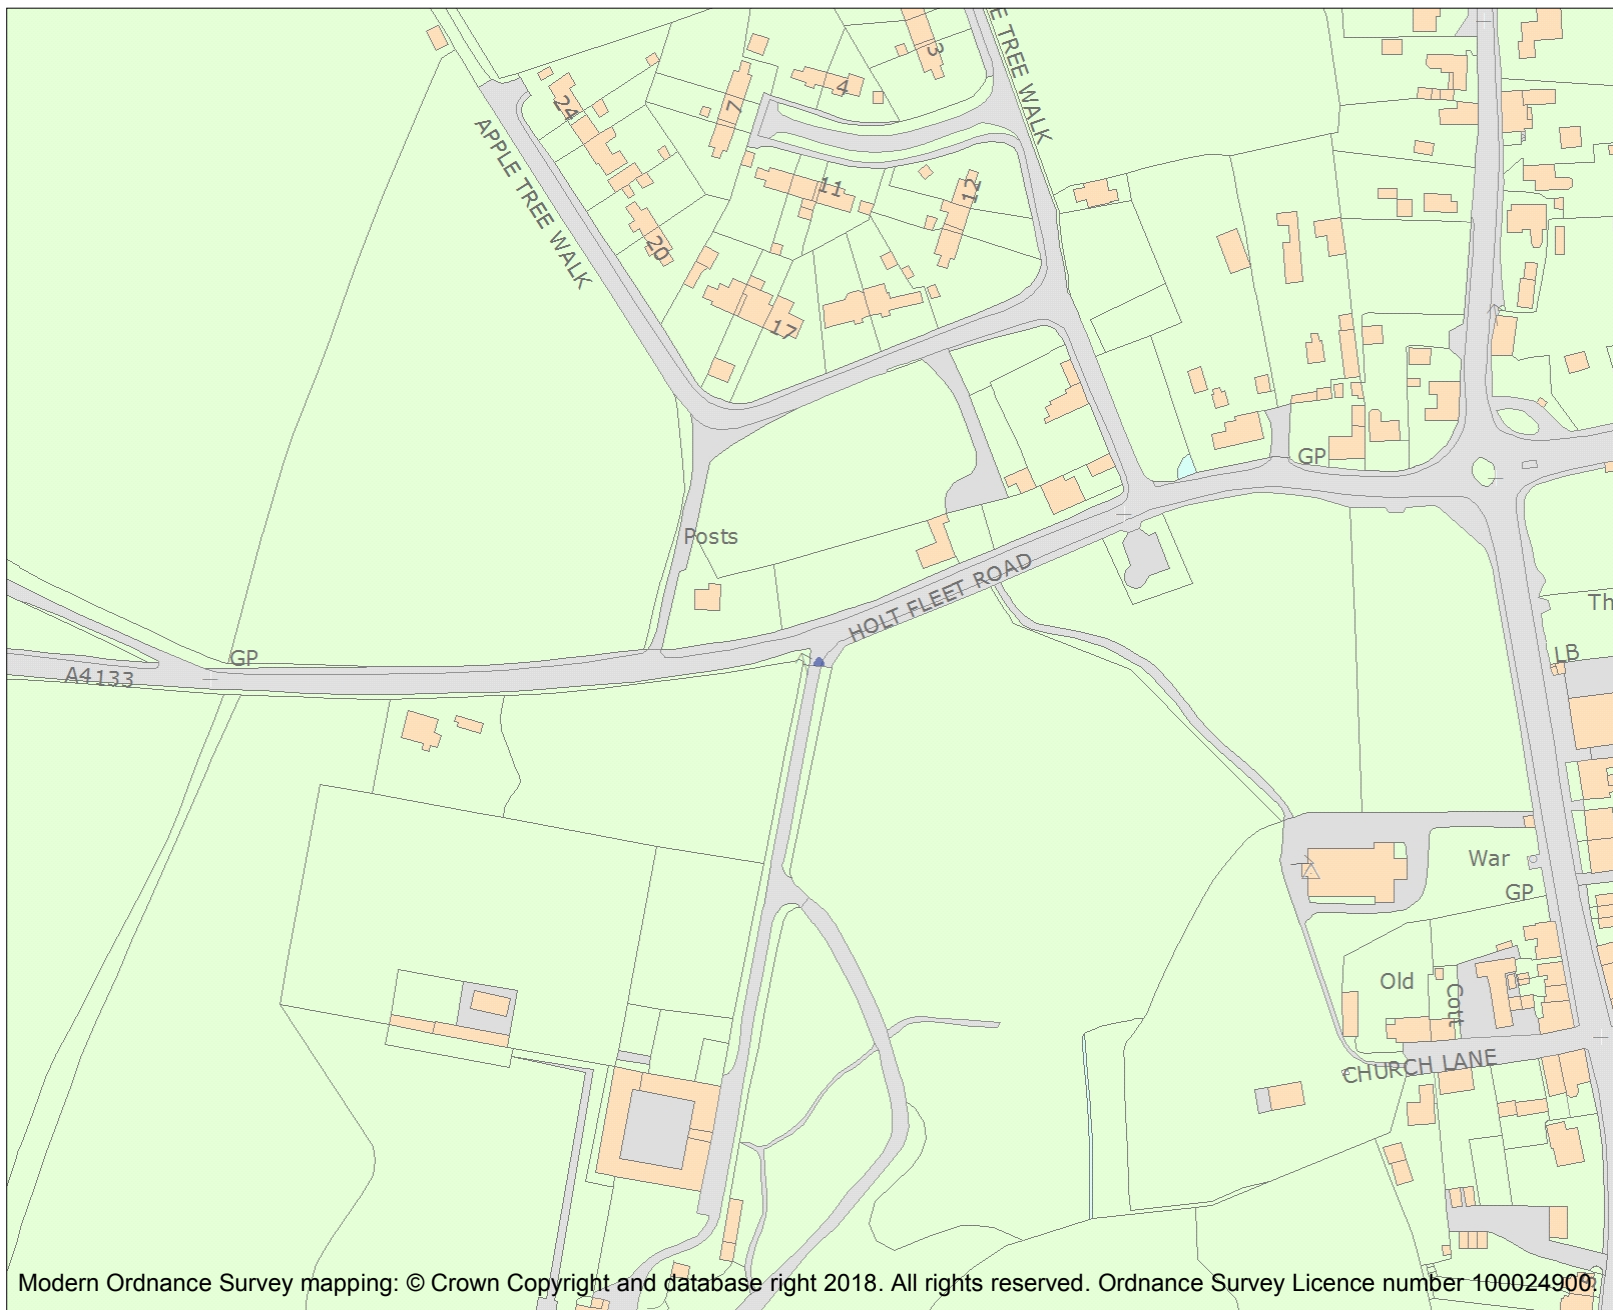 E TREE WALK
3
4
7
24
APPLE TREE WALK
11
12
20
17
GP
Posts
HOLT FLEET ROAD
Th
LB
GP
A4133
War
GP
Old
Cott
CHURCH LANE
Modern Ordnance Survey mapping: © Crown Copyright and database right 2018. All rights reserved. Ordnance Survey Licence number 100024900.